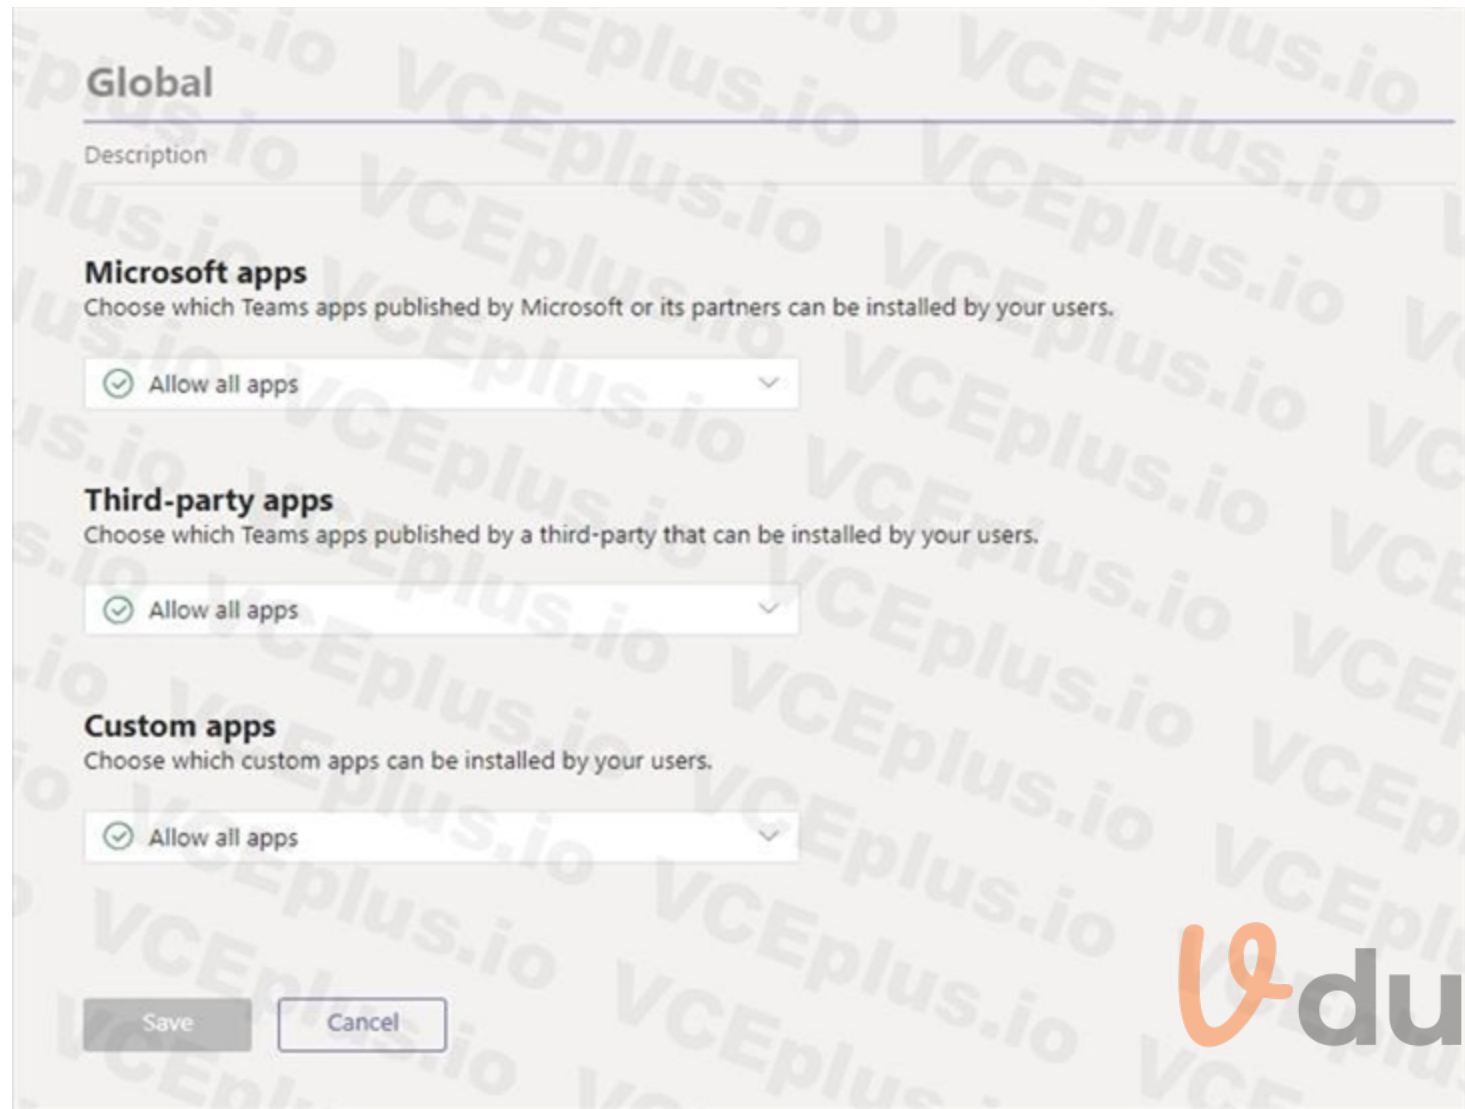 Global
Description
Microsoft apps
Choose which Teams apps published by Microsoft or its partners can be installed by your users.
Allow all apps
Third-party apps
Choose which Teams apps published by a third-party that can be installed by your users.
Allow all apps
Custom apps
Choose which custom apps can be installed by your users.
Allow all apps
Save
Cancel
VCEplus.io
Vdu